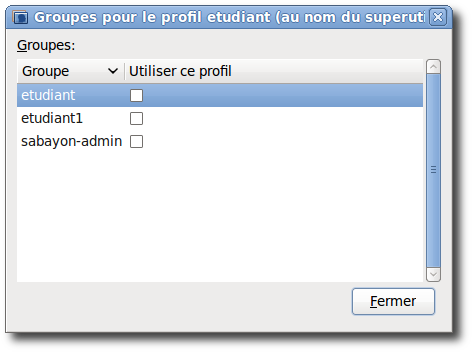 Groupes pour le profil etudiant (au nom du superut
Groupes:
Groupe Utiliser ce profil
etudiant
etudiant1
sabayon-admin
Fermer